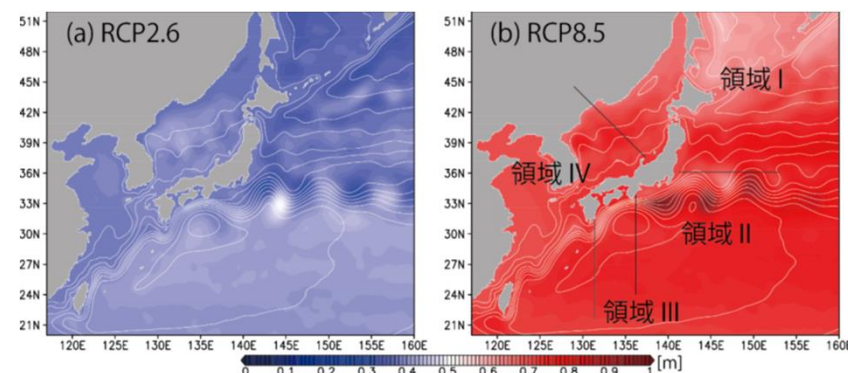 (a) RCP2.6
(b) RCP8.5
51N
48N
45N
42N
39N
36N
33N
30N
27N
24N
21N
120E 125E 130E 135E 140E 145E 150E 155E 160E
51N
48N
45N
42N
39N
36N
33N
30N
27N
24N
21N
120E 125E 130E 135E 140E 145E 150E 155E 160E
領域 I
領域 IV
領域 II
領域 III
0 0.1 0.2 0.3 0.4 0.5 0.6 0.7 0.8 0.9 1 [m]